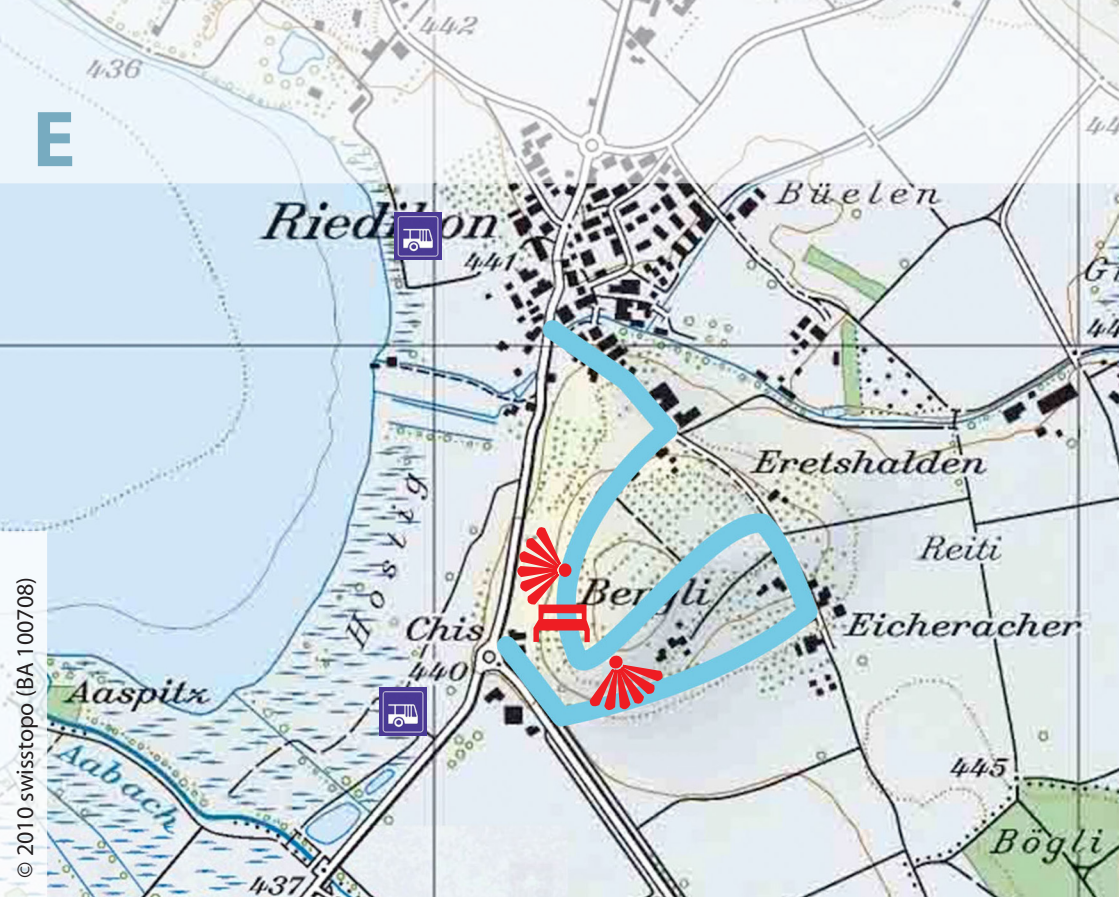 442
436
E
Büelen
Riedikon
441
Eretshalden
Reiti
Hoslig
Bergli
Chis
Eicheracher
440
Aaspitz
Aabach
445
Bögli
437
© 2010 swisstopo (BA 100708)